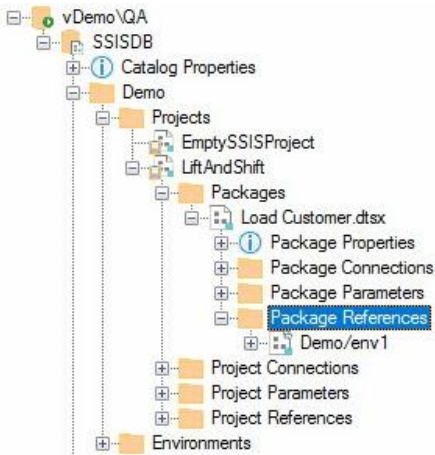 vDemo\QA
SSISDB
Catalog Properties
Demo
Projects
EmptySSISProject
LiftAndShift
Packages
Load Customer.dtsx
Package Properties
Package Connections
Package Parameters
Package References
Demo/env1
Project Connections
Project Parameters
Project References
Environments